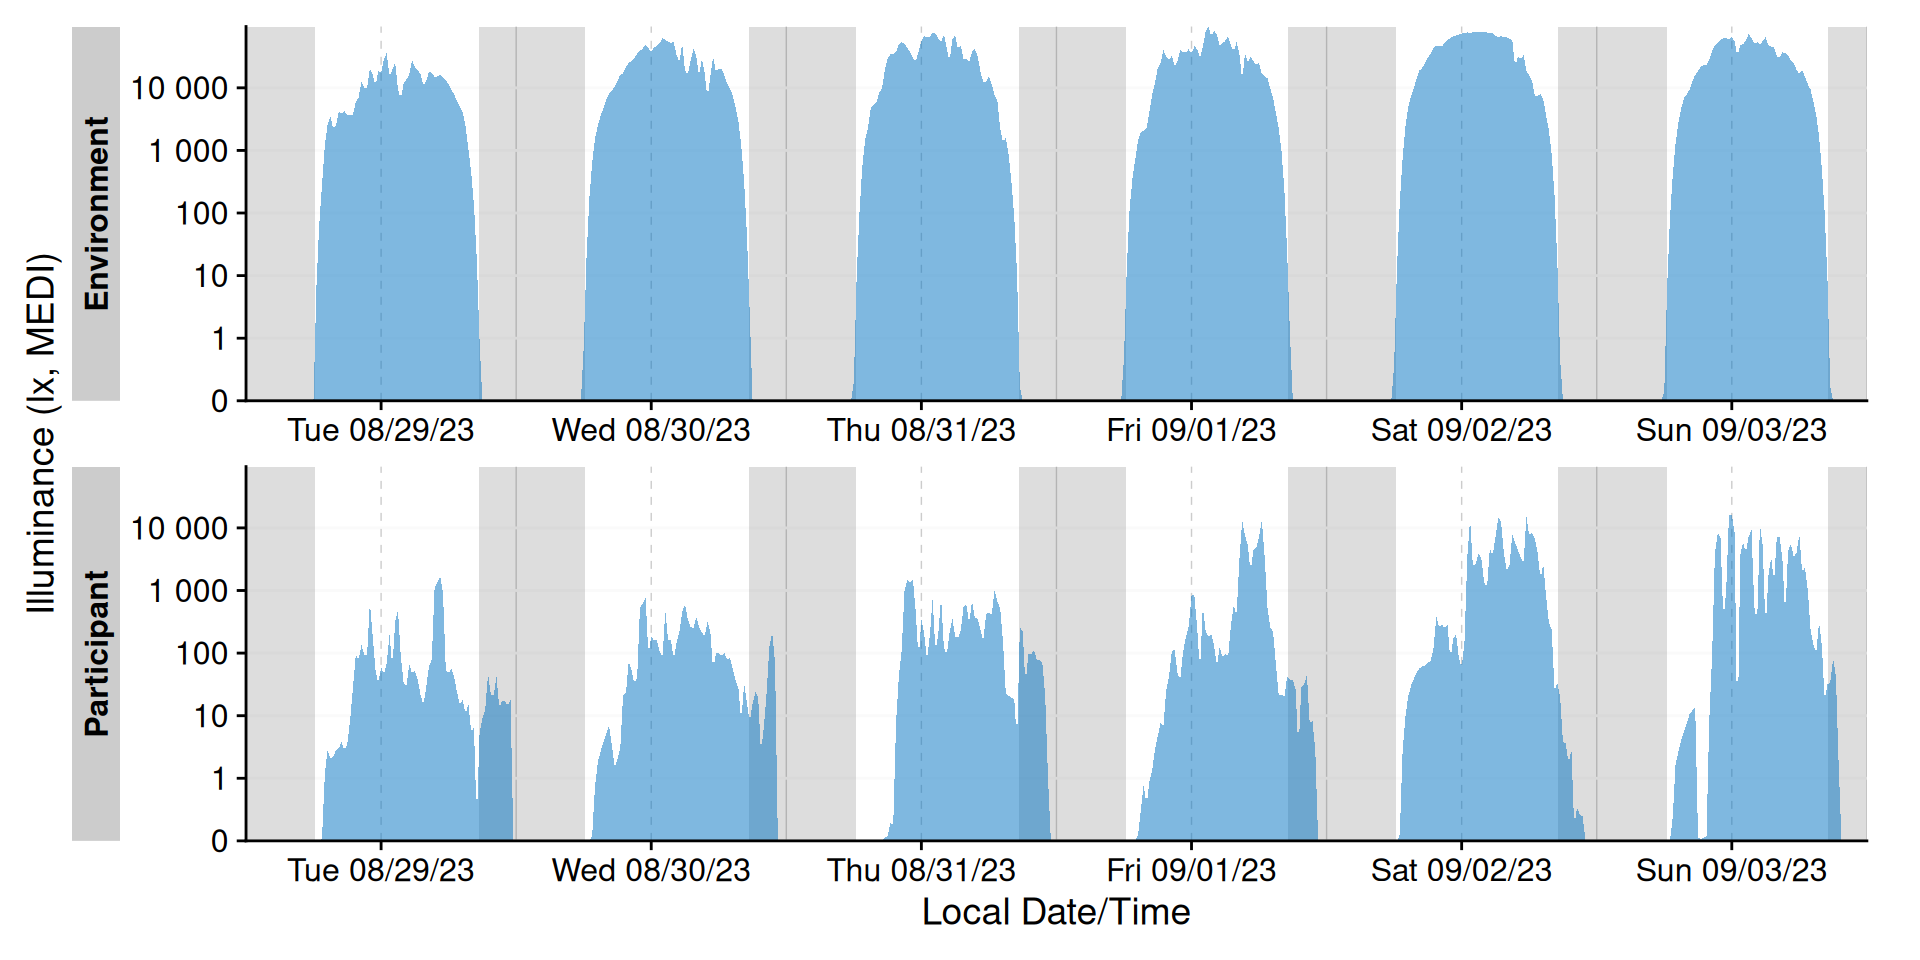 Illuminance (lx, MEDI)
Environment
10 000
1 000
100
10
1
0
Tue 08/29/23 Wed 08/30/23 Thu 08/31/23 Fri 09/01/23 Sat 09/02/23 Sun 09/03/23
Participant
10 000
1 000
100
10
1
0
Tue 08/29/23 Wed 08/30/23 Thu 08/31/23 Fri 09/01/23 Sat 09/02/23 Sun 09/03/23
Local Date/Time